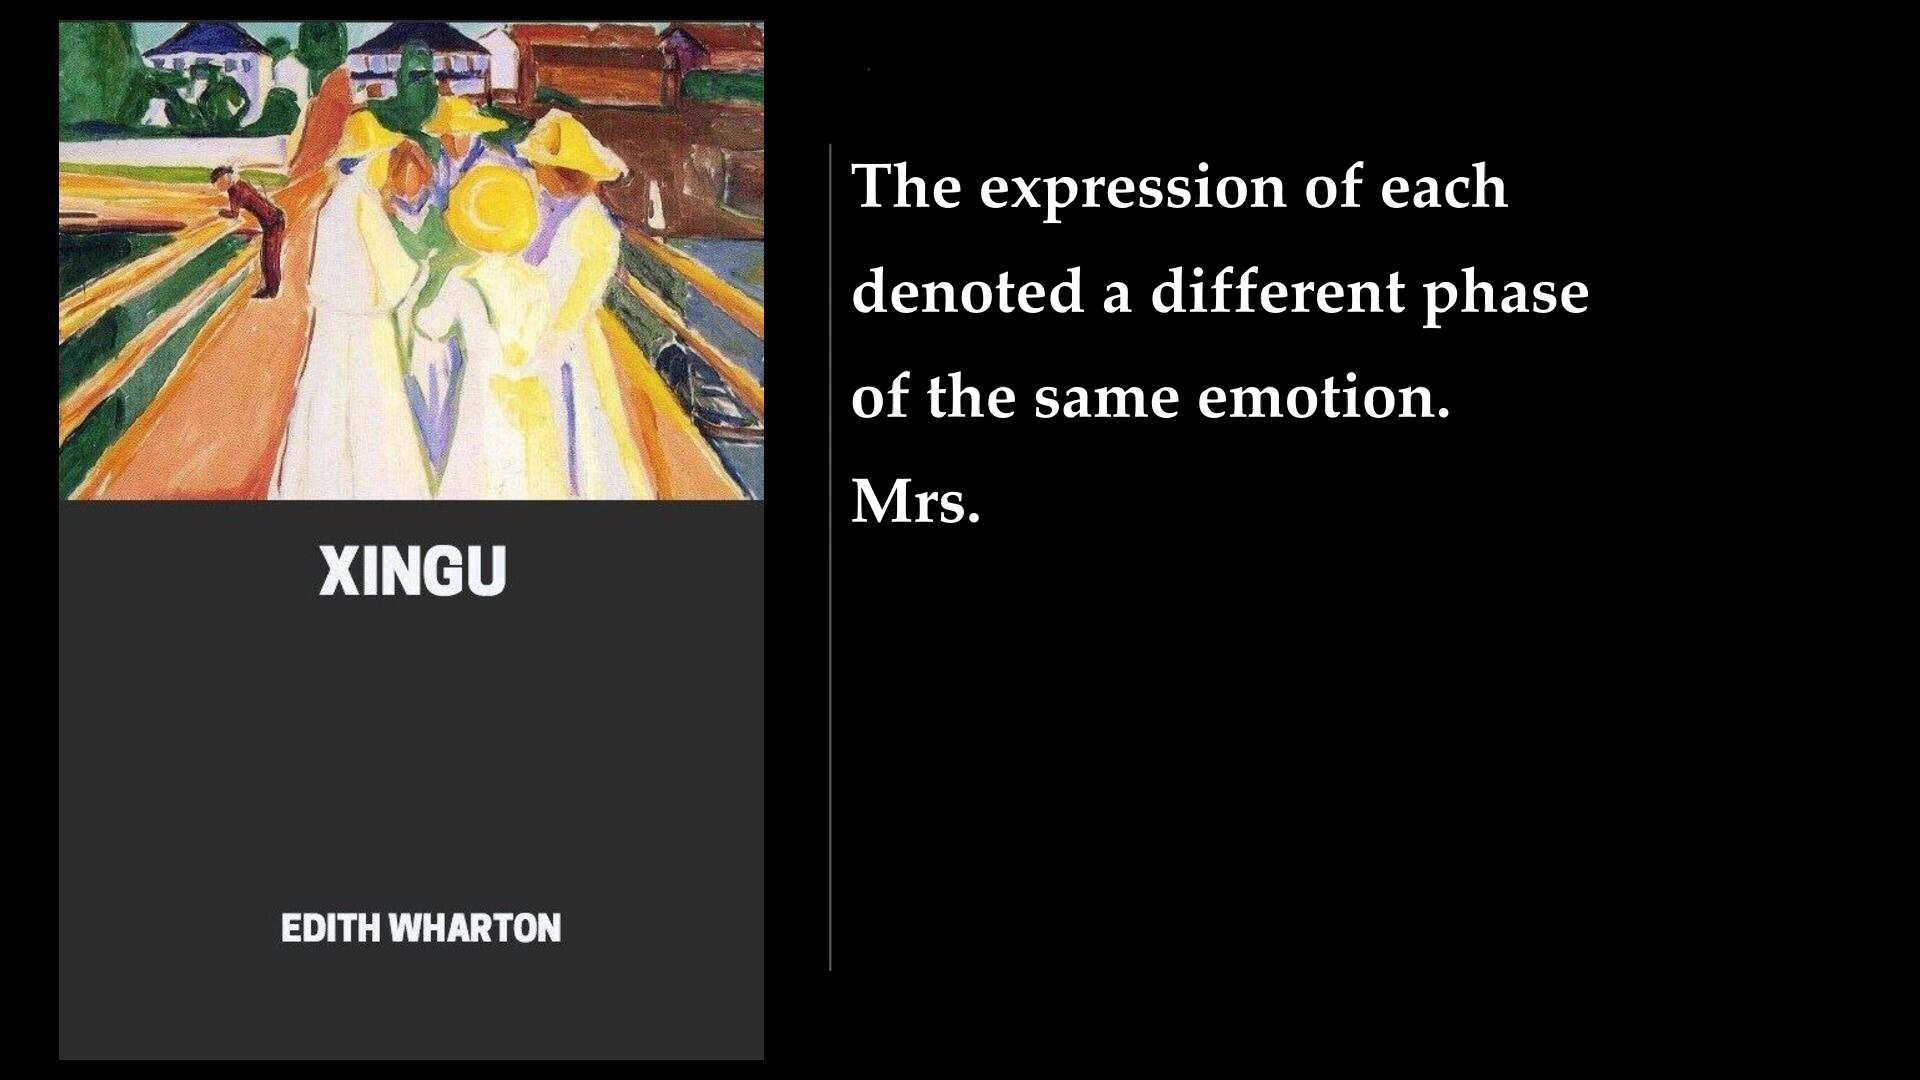 XINGU
EDITH WHARTON
The expression of each
denoted a different phase
of the same emotion.
Mrs.